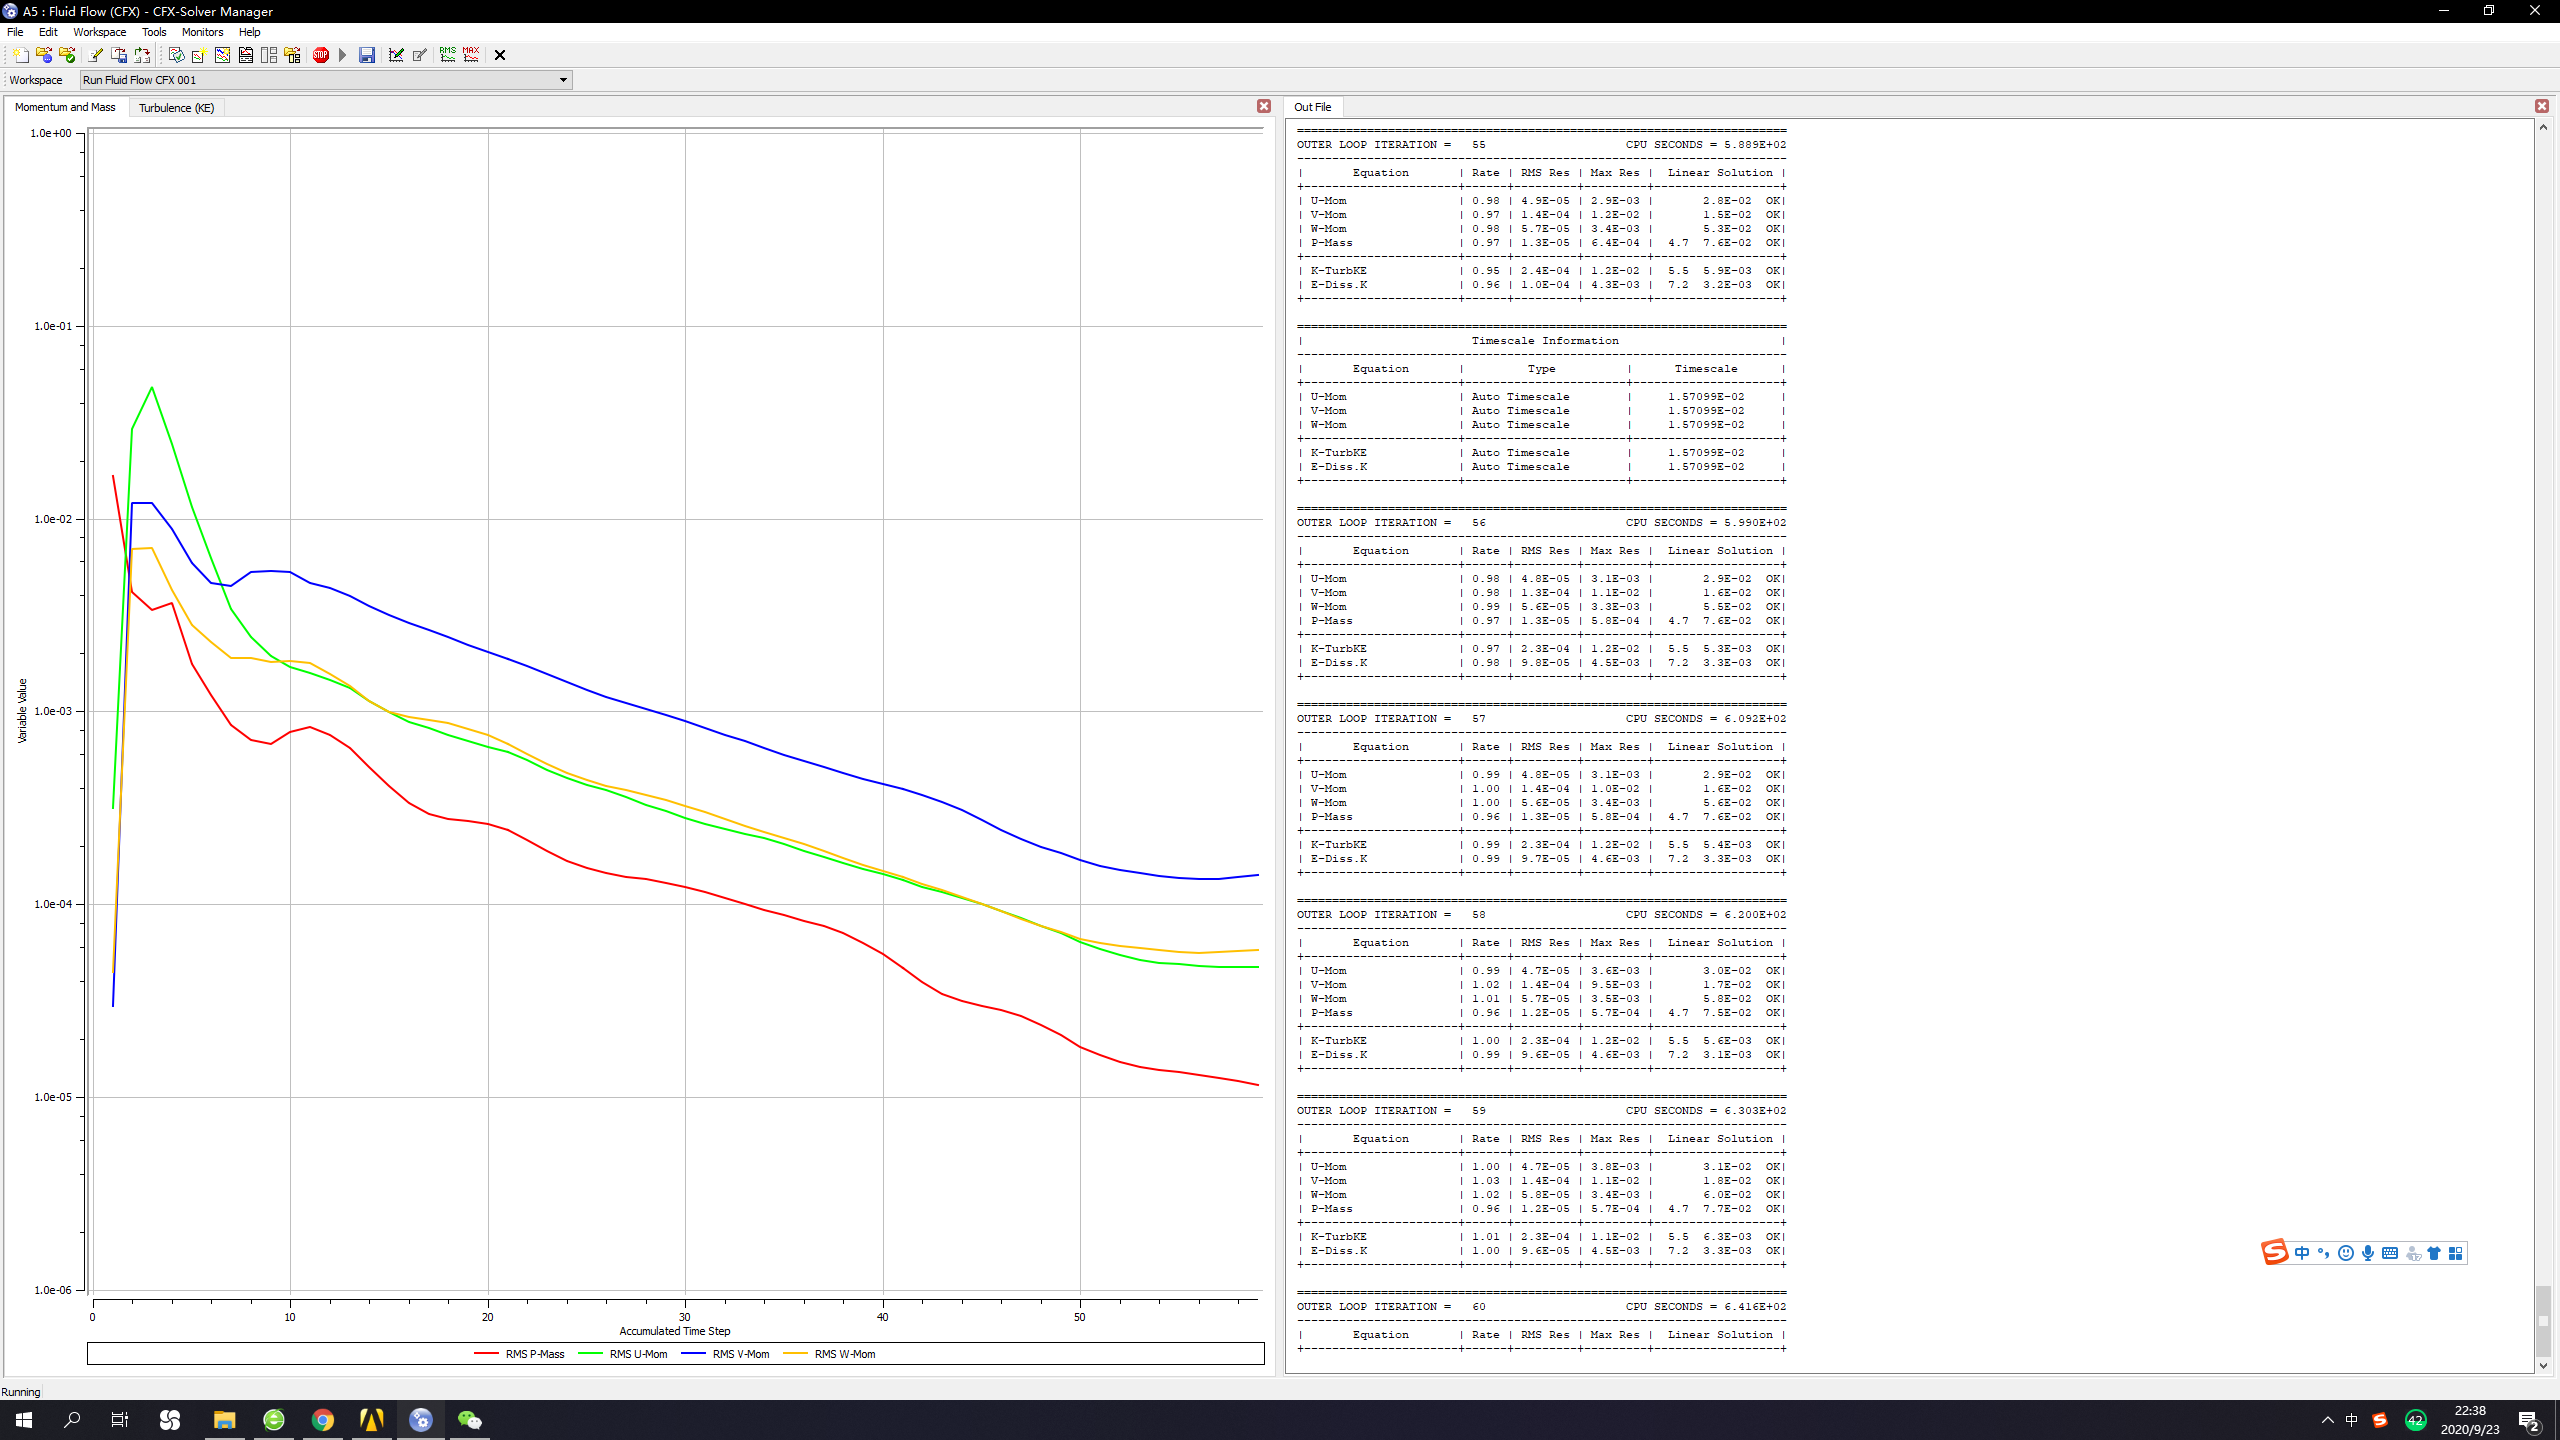 A5 : Fluid Flow (CFX) - CFX-Solver Manager
File Edit Workspace Tools Monitors Help
Workspace Run Fluid Flow CFX 001
Momentum and Mass Turbulence (KE)
1.0e+00
1.0e-01
1.0e-02
1.0e-03
1.0e-04
1.0e-05
1.0e-06
Variable Value
0 10 20 30 40 50
Accumulated Time Step
RMS P-Mass RMS U-Mom RMS V-Mom RMS W-Mom
Out File
OUTER LOOP ITERATION = 55 CPU SECONDS = 5.889E+02
| Equation | Rate | RMS Res | Max Res | Linear Solution |
| U-Mom | 0.98 | 4.9E-05 | 2.9E-03 | 2.8E-02 OK|
| V-Mom | 0.97 | 1.4E-04 | 1.2E-02 | 1.5E-02 OK|
| W-Mom | 0.98 | 5.7E-05 | 3.4E-03 | 5.3E-02 OK|
| P-Mass | 0.97 | 1.3E-05 | 6.4E-04 | 4.7 7.6E-02 OK|
| K-TurbKE | 0.95 | 2.4E-04 | 1.2E-02 | 5.5 5.9E-03 OK|
| E-Diss.K | 0.96 | 1.0E-04 | 4.3E-03 | 7.2 3.2E-03 OK|
| Timescale Information |
| Equation | Type | Timescale |
| U-Mom | Auto Timescale | 1.57099E-02 |
| V-Mom | Auto Timescale | 1.57099E-02 |
| W-Mom | Auto Timescale | 1.57099E-02 |
| K-TurbKE | Auto Timescale | 1.57099E-02 |
| E-Diss.K | Auto Timescale | 1.57099E-02 |
OUTER LOOP ITERATION = 56 CPU SECONDS = 5.990E+02
| Equation | Rate | RMS Res | Max Res | Linear Solution |
| U-Mom | 0.98 | 4.8E-05 | 3.1E-03 | 2.9E-02 OK|
| V-Mom | 0.98 | 1.3E-04 | 1.1E-02 | 1.6E-02 OK|
| W-Mom | 0.99 | 5.6E-05 | 3.3E-03 | 5.5E-02 OK|
| P-Mass | 0.97 | 1.3E-05 | 5.8E-04 | 4.7 7.6E-02 OK|
| K-TurbKE | 0.97 | 2.3E-04 | 1.2E-02 | 5.5 5.3E-03 OK|
| E-Diss.K | 0.98 | 9.8E-05 | 4.5E-03 | 7.2 3.3E-03 OK|
OUTER LOOP ITERATION = 57 CPU SECONDS = 6.092E+02
| Equation | Rate | RMS Res | Max Res | Linear Solution |
| U-Mom | 0.99 | 4.8E-05 | 3.1E-03 | 2.9E-02 OK|
| V-Mom | 1.00 | 1.4E-04 | 1.0E-02 | 1.6E-02 OK|
| W-Mom | 1.00 | 5.6E-05 | 3.4E-03 | 5.6E-02 OK|
| P-Mass | 0.96 | 1.3E-05 | 5.8E-04 | 4.7 7.6E-02 OK|
| K-TurbKE | 0.99 | 2.3E-04 | 1.2E-02 | 5.5 5.4E-03 OK|
| E-Diss.K | 0.99 | 9.7E-05 | 4.6E-03 | 7.2 3.3E-03 OK|
OUTER LOOP ITERATION = 58 CPU SECONDS = 6.200E+02
| Equation | Rate | RMS Res | Max Res | Linear Solution |
| U-Mom | 0.99 | 4.7E-05 | 3.6E-03 | 3.0E-02 OK|
| V-Mom | 1.02 | 1.4E-04 | 9.5E-03 | 1.7E-02 OK|
| W-Mom | 1.01 | 5.7E-05 | 3.5E-03 | 5.8E-02 OK|
| P-Mass | 0.96 | 1.2E-05 | 5.7E-04 | 4.7 7.5E-02 OK|
| K-TurbKE | 1.00 | 2.3E-04 | 1.2E-02 | 5.5 5.6E-03 OK|
| E-Diss.K | 0.99 | 9.6E-05 | 4.6E-03 | 7.2 3.1E-03 OK|
OUTER LOOP ITERATION = 59 CPU SECONDS = 6.303E+02
| Equation | Rate | RMS Res | Max Res | Linear Solution |
| U-Mom | 1.00 | 4.7E-05 | 3.8E-03 | 3.1E-02 OK|
| V-Mom | 1.03 | 1.4E-04 | 1.1E-02 | 1.8E-02 OK|
| W-Mom | 1.02 | 5.8E-05 | 3.4E-03 | 6.0E-02 OK|
| P-Mass | 0.96 | 1.2E-05 | 5.7E-04 | 4.7 7.7E-02 OK|
| K-TurbKE | 1.01 | 2.3E-04 | 1.1E-02 | 5.5 6.3E-03 OK|
| E-Diss.K | 1.00 | 9.6E-05 | 4.5E-03 | 7.2 3.3E-03 OK|
OUTER LOOP ITERATION = 60 CPU SECONDS = 6.416E+02
| Equation | Rate | RMS Res | Max Res | Linear Solution |
中
Running
中 42 22:38
2020/9/23 2